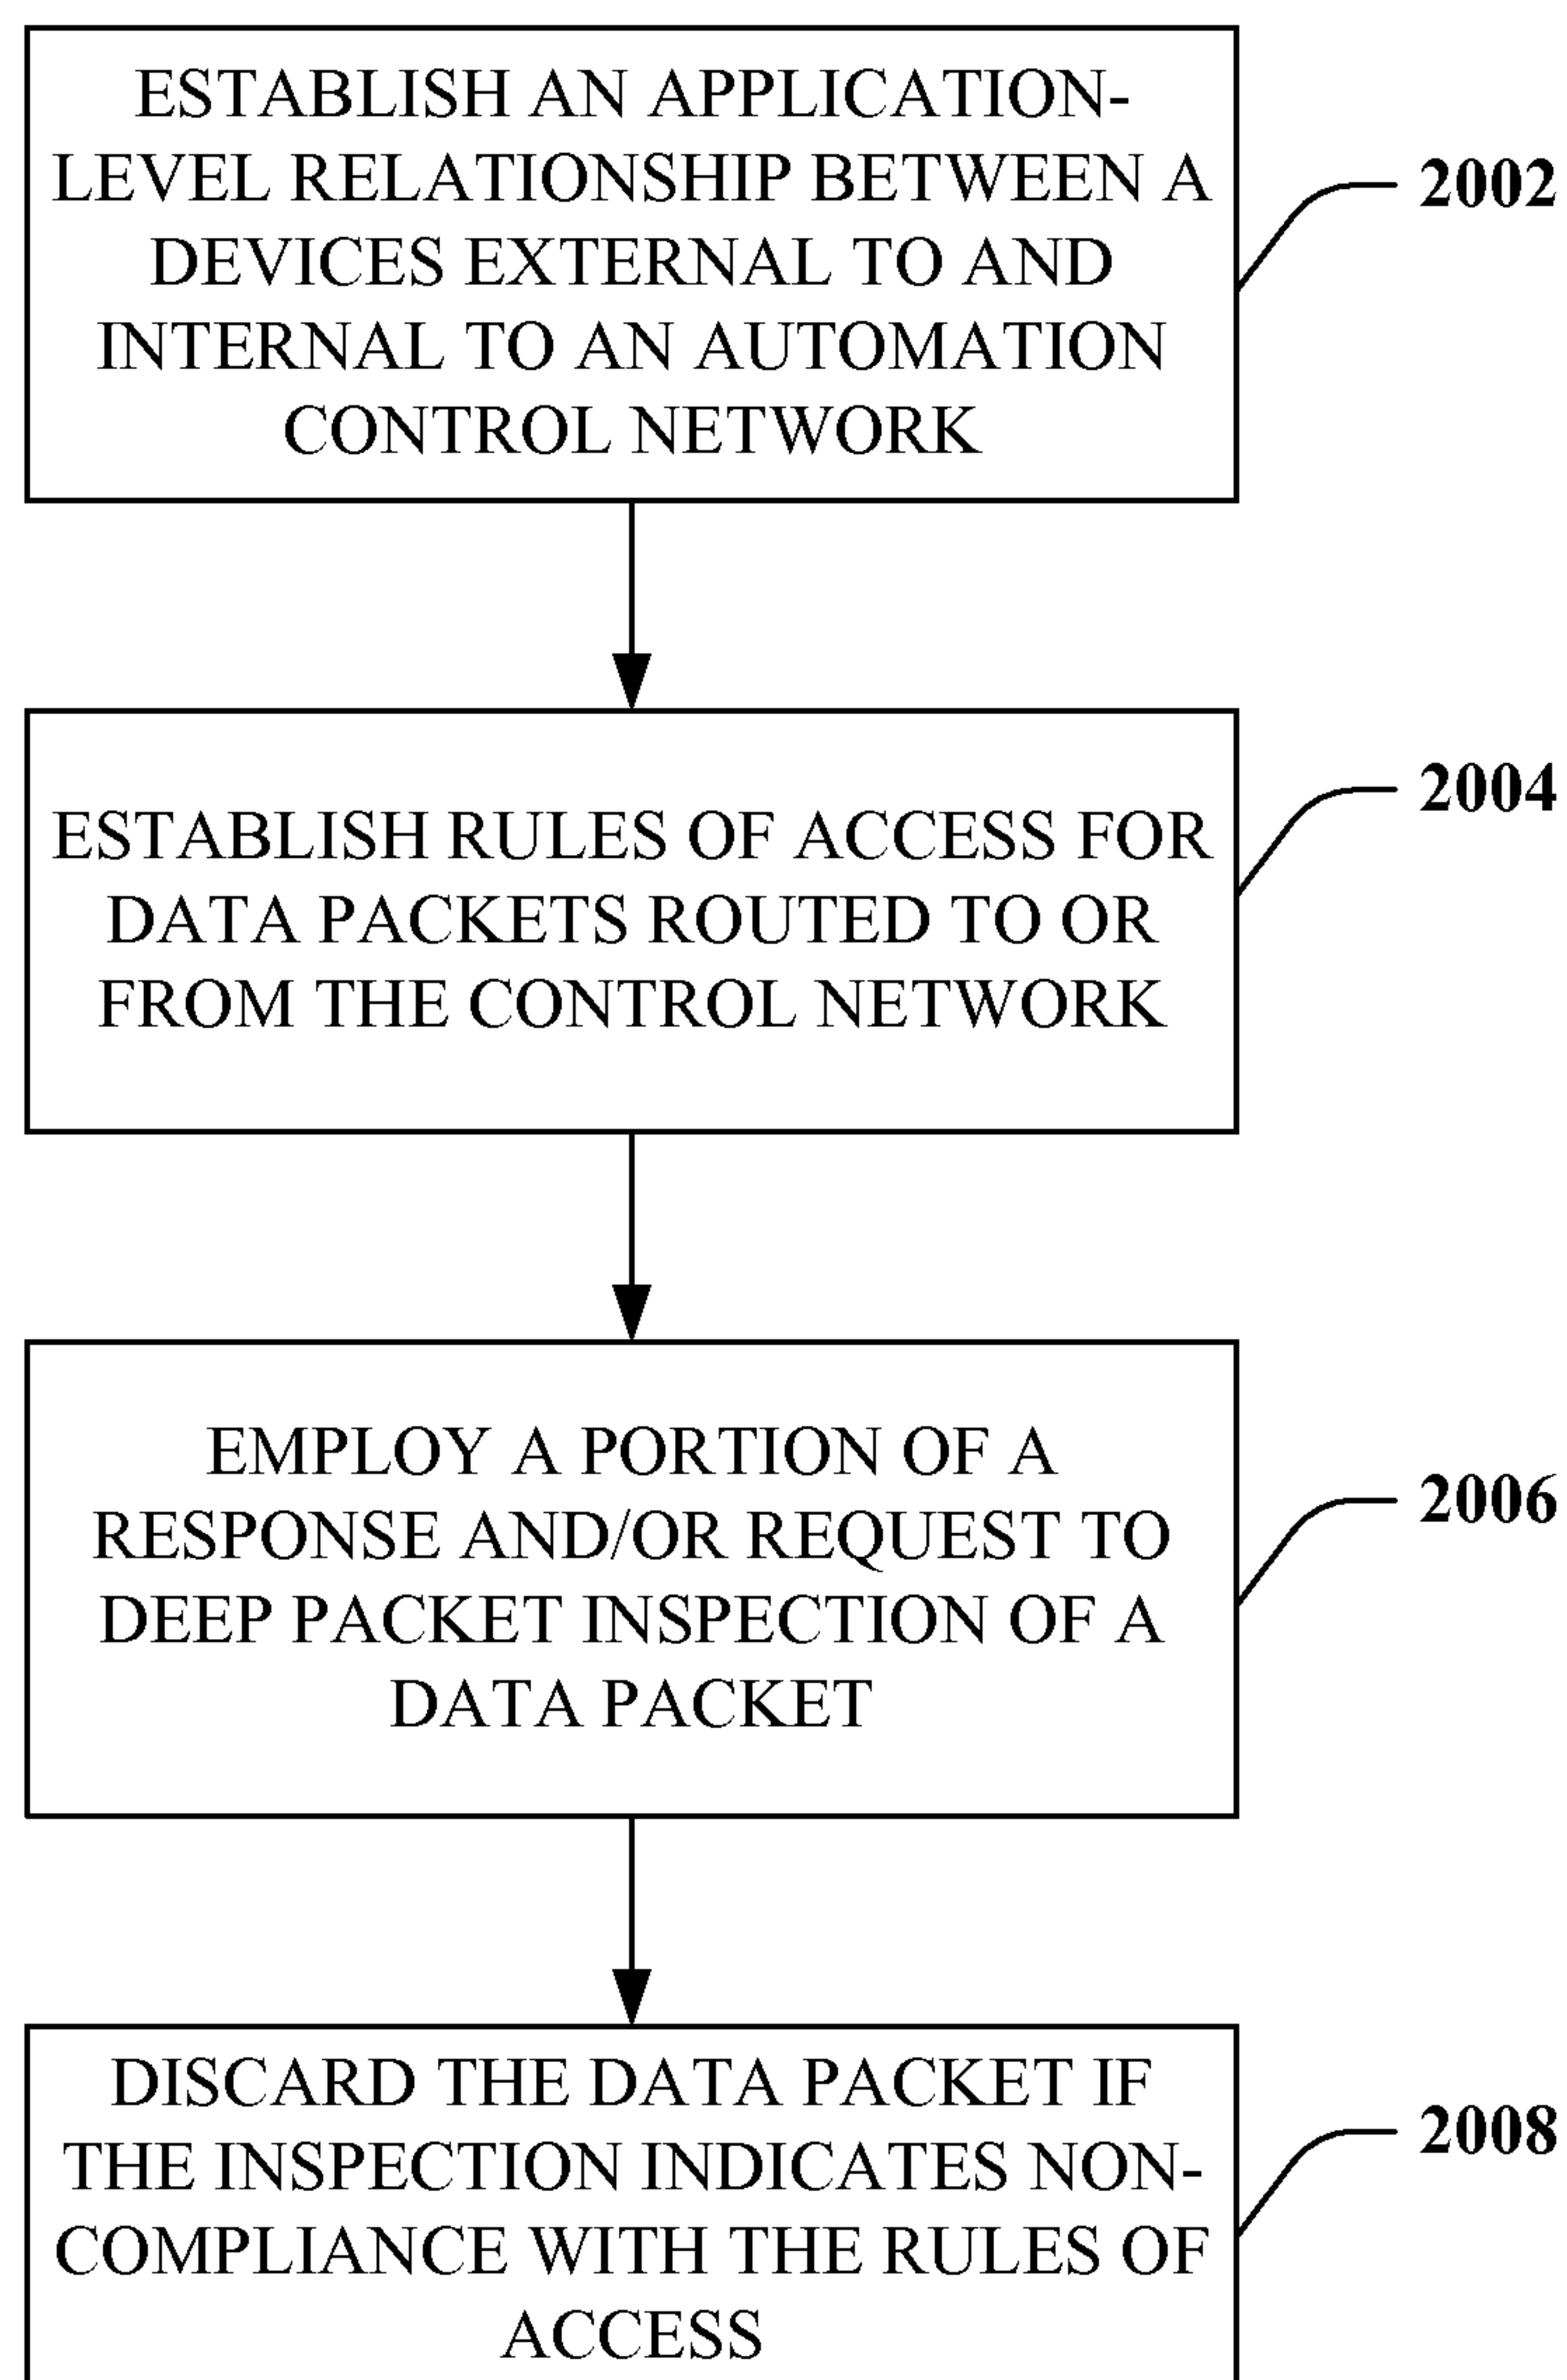 ESTABLISH AN APPLICATION-
LEVEL RELATIONSHIP BETWEEN A
DEVICES EXTERNAL TO AND
INTERNAL TO AN AUTOMATION
CONTROL NETWORK
2002
ESTABLISH RULES OF ACCESS FOR
DATA PACKETS ROUTED TO OR
FROM THE CONTROL NETWORK
2004
EMPLOY A PORTION OF A
RESPONSE AND/OR REQUEST TO
DEEP PACKET INSPECTION OF A
DATA PACKET
2006
DISCARD THE DATA PACKET IF
THE INSPECTION INDICATES NON-
COMPLIANCE WITH THE RULES OF
ACCESS
2008